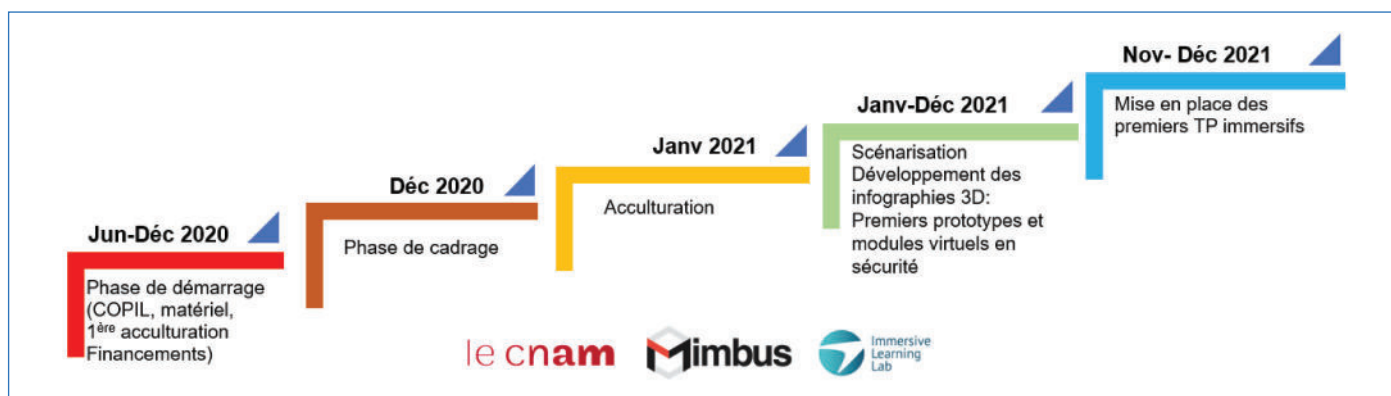 Jun-Déc 2020
Phase de démarrage
(COPIL, matériel,
1ère acculturation
Financements)
Déc 2020
Phase de cadrage
Janv 2021
Acculturation
Janv-Déc 2021
Scénarisation
Développement des
infographies 3D:
Premiers prototypes et
modules virtuels en
sécurité
Nov- Déc 2021
Mise en place des
premiers TP immersifs
le cnam
Mimbus
Immersive
Learning
Lab